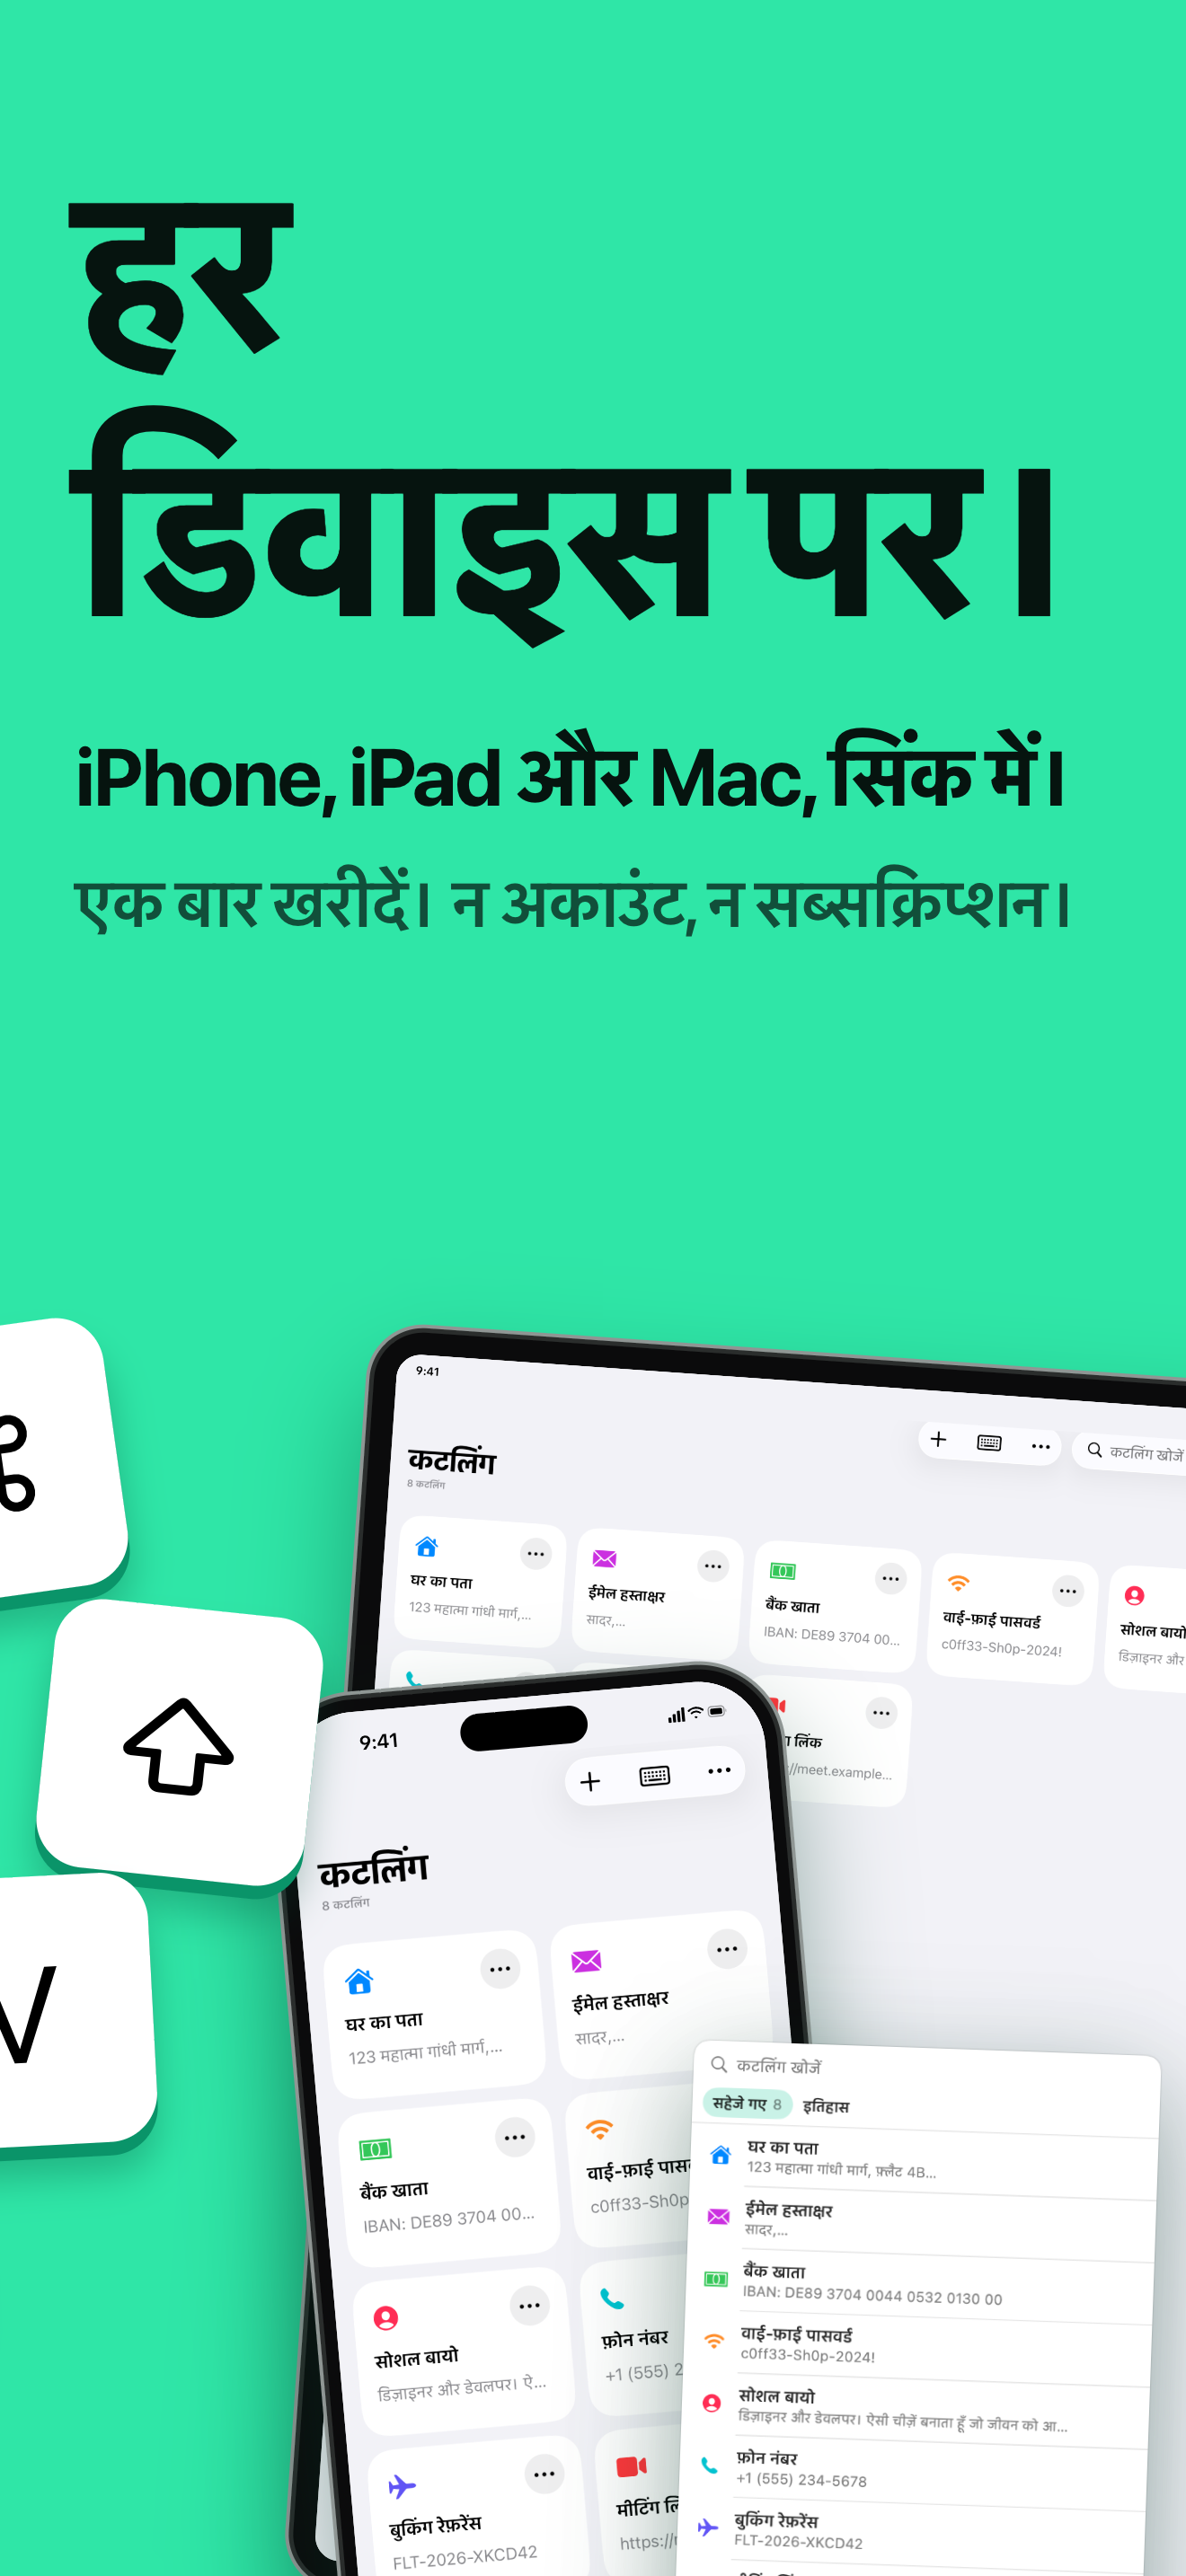 हर
डिवाइस पर।
iPhone, iPad और Mac, सिंक में।
एक बार खरीदें। न अकाउंट, न सब्सक्रिप्शन।
9:41
कटलिंग खोजें
कटलिंग
8 कटलिंग
घर का पता
123 महात्मा गांधी मार्ग,...
ईमेल हस्ताक्षर
सादर,...
बैंक खाता
IBAN: DE89 3704 00...
वाई-फ़ाई पासवर्ड
c0ff33-Sh0p-2024!
सोशल बायो
डिज़ाइनर और
लिंक
//meet.example...
V
9:41
कटलिंग
8 कटलिंग
घर का पता
123 महात्मा गांधी मार्ग,...
ईमेल हस्ताक्षर
सादर,...
बैंक खाता
IBAN: DE89 3704 00...
वाई-फ़ाई
c0ff33-Sh0p
सोशल बायो
डिज़ाइनर और डेवलपर। ऐ...
फ़ोन नंबर
+1 (555) 2
बुकिंग रेफ़रेंस
FLT-2026-XKCD42
मीटिंग
https://
कटलिंग खोजें
सहेजे गए 8 इतिहास
घर का पता
123 महात्मा गांधी मार्ग, फ़्लैट 4B...
ईमेल हस्ताक्षर
सादर,...
बैंक खाता
IBAN: DE89 3704 0044 0532 0130 00
वाई-फ़ाई पासवर्ड
c0ff33-Sh0p-2024!
सोशल बायो
डिज़ाइनर और डेवलपर। ऐसी चीज़ें बनाता हूँ जो जीवन को आ...
फ़ोन नंबर
+1 (555) 234-5678
बुकिंग रेफ़रेंस
FLT-2026-XKCD42